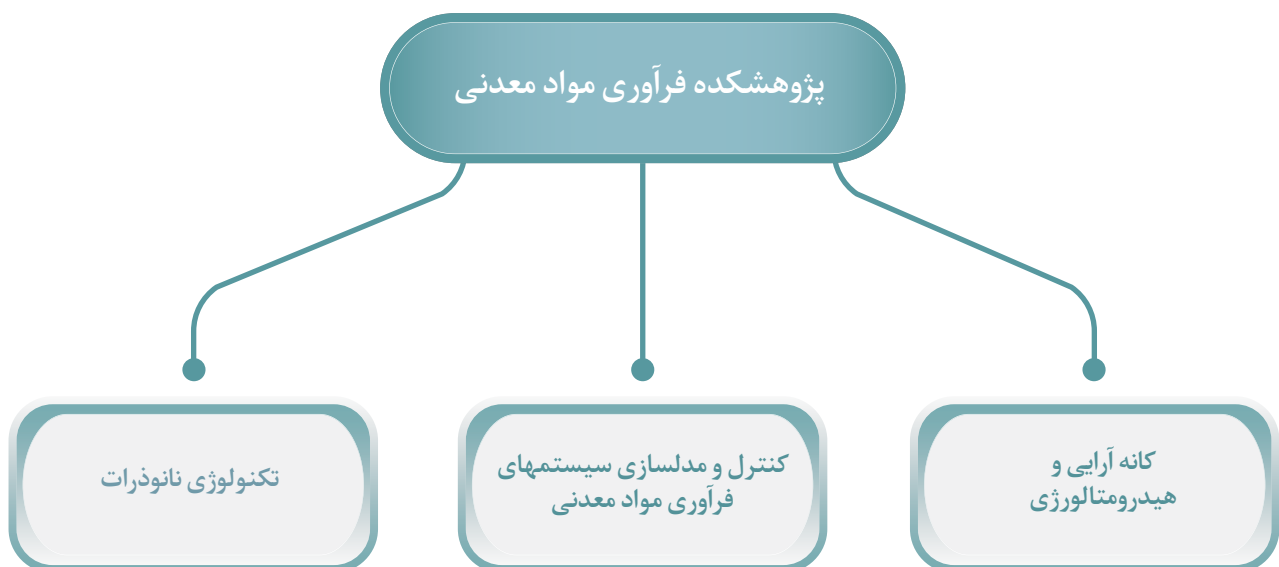 پژوهشکده فرآوری مواد معدنی
کانه آرایی و
هیدرومتالورژی
کنترل و مدلسازی سیستمهای
فرآوری مواد معدنی
تکنولوژی نانوذرات